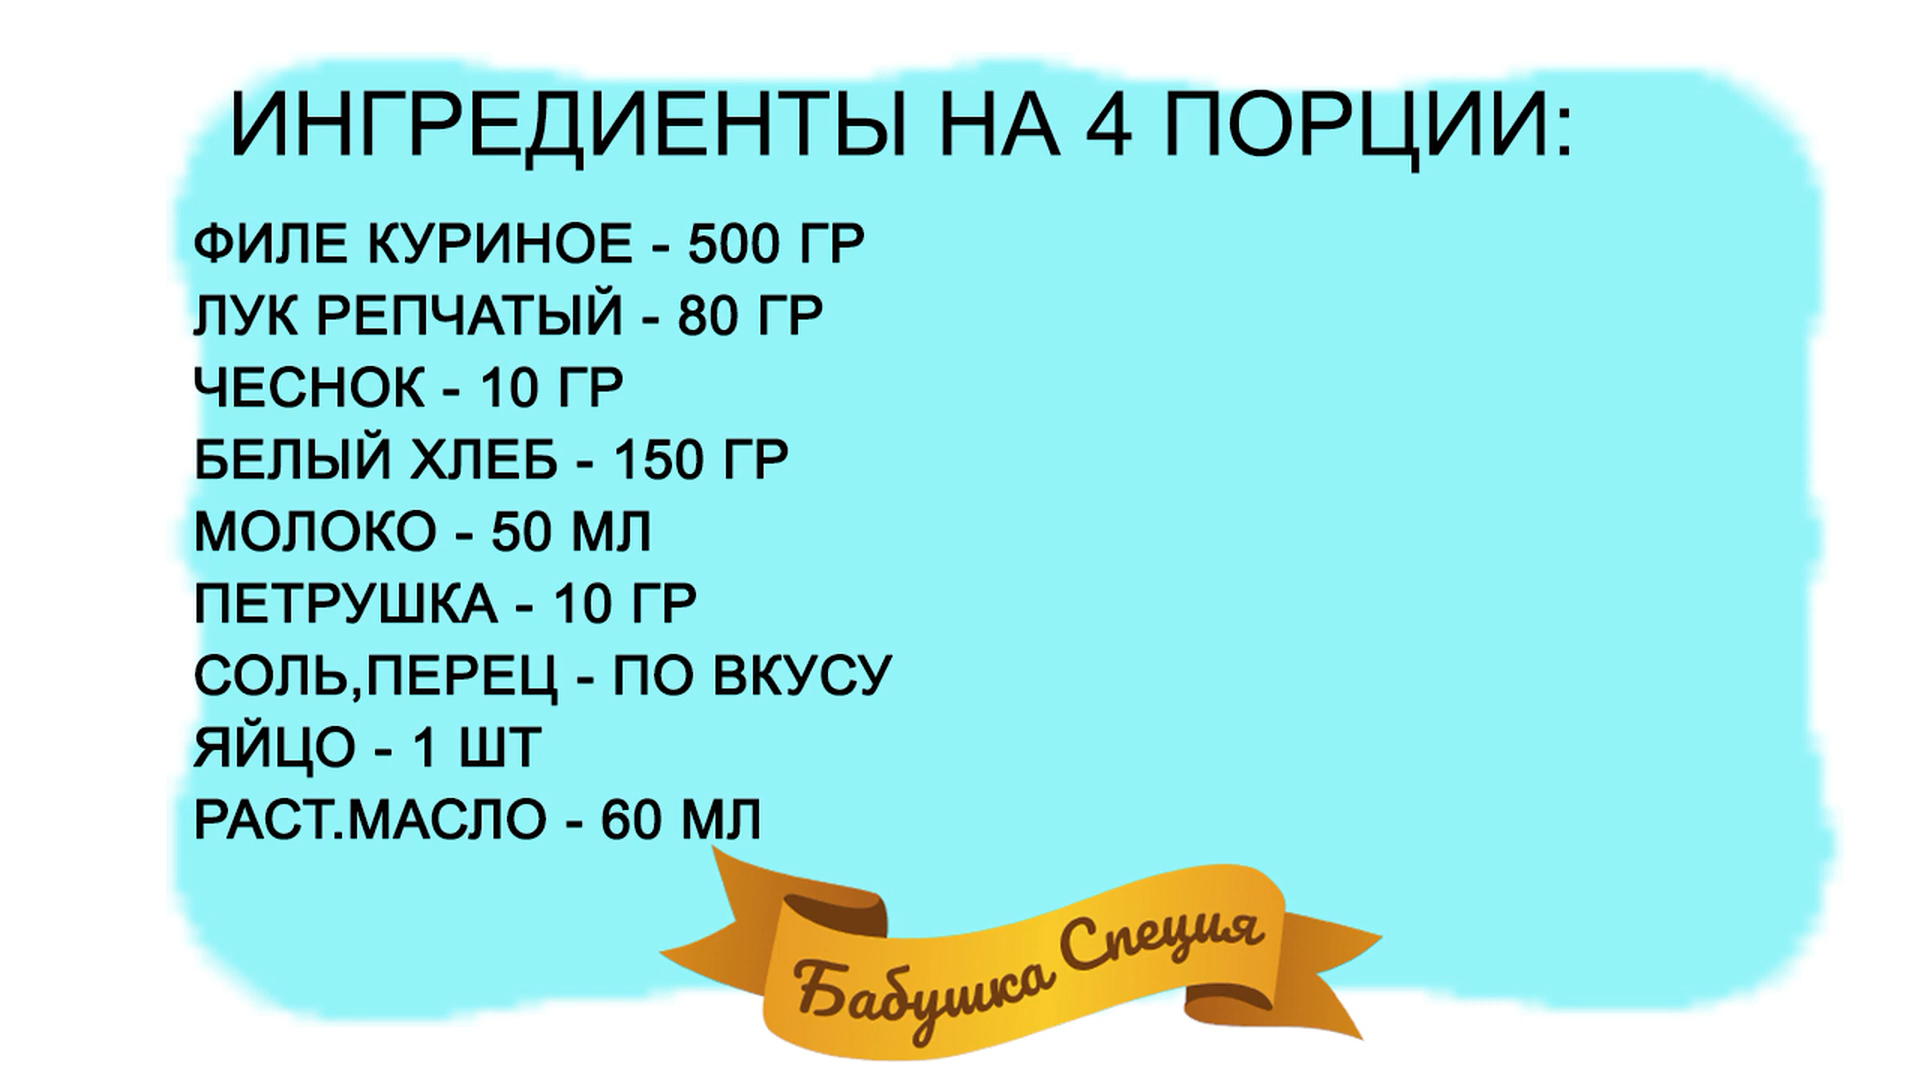 ИНГРЕДИЕНТЫ НА 4 ПОРЦИИ:
ФИЛЕ КУРИНОЕ - 500 ГР
ЛУК РЕПЧАТЫЙ - 80 ГР
ЧЕСНОК - 10 ГР
БЕЛЫЙ ХЛЕБ - 150 ГР
МОЛОКО - 50 МЛ
ПЕТРУШКА - 10 ГР
СОЛЬ,ПЕРЕЦ - ПО ВКУСУ
ЯЙЦО - 1 ШТ
РАСТ.МАСЛО - 60 МЛ
Бабушка Специя